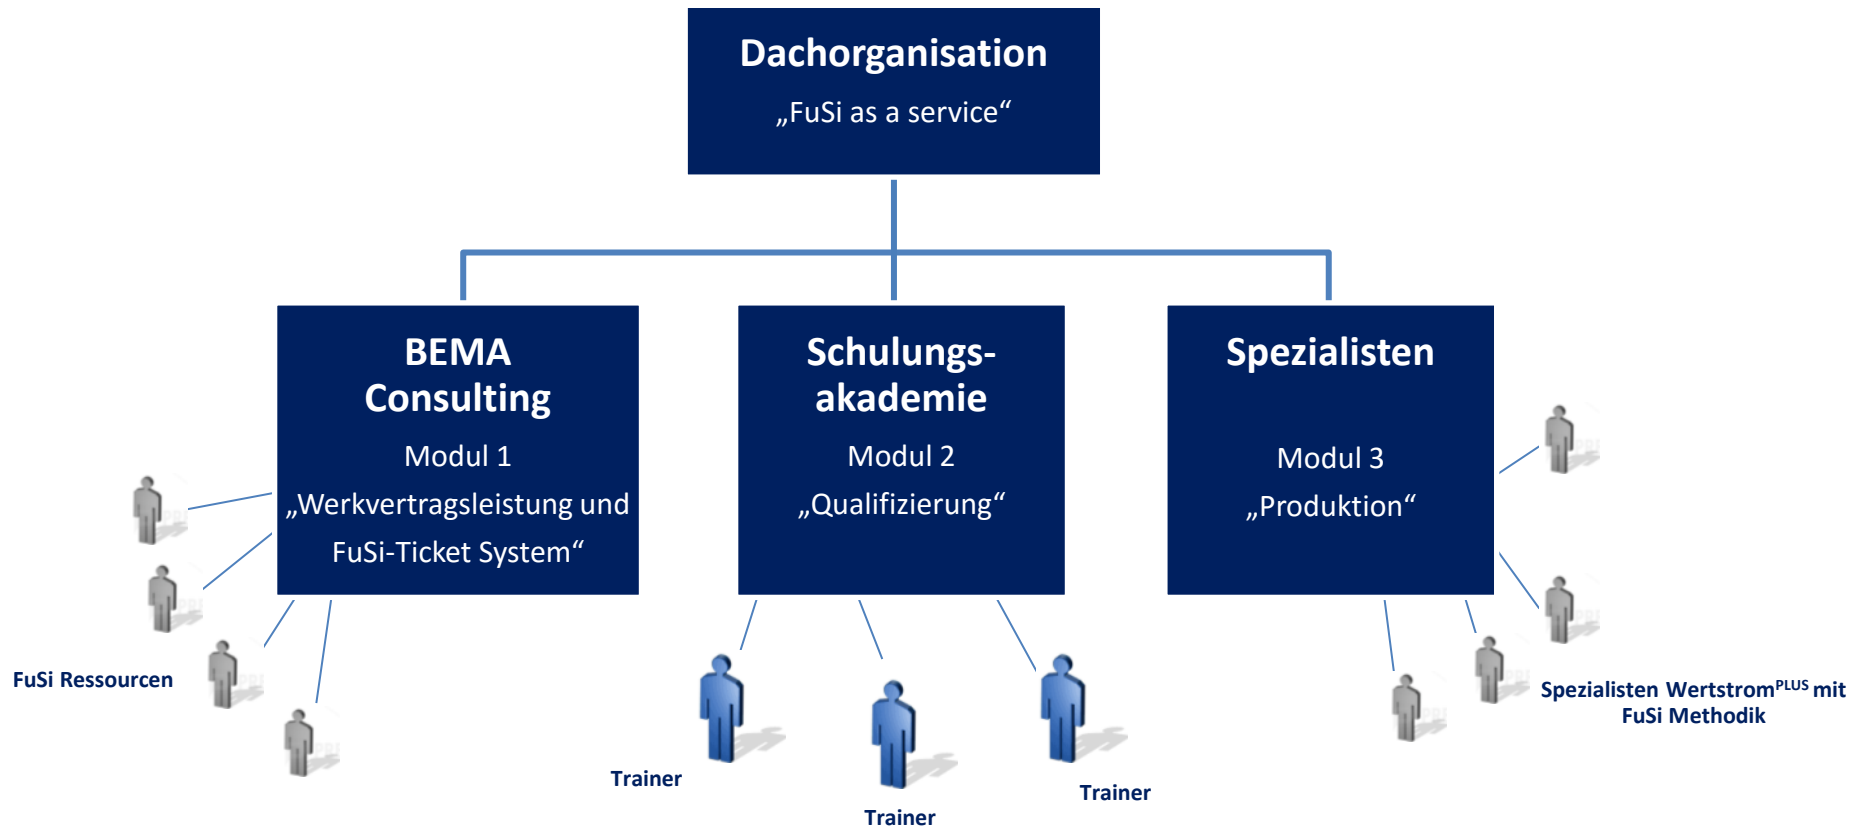 Dachorganisation
„FuSi as a service“
BEMA
Consulting
Modul 1
„Werkvertragsleistung und
FuSi-Ticket System“
Schulungs-
akademie
Modul 2
„Qualifizierung“
Spezialisten
Modul 3
„Produktion“
FuSi Ressourcen
Trainer
Trainer
Trainer
Spezialisten WertstromPLUS mit
FuSi Methodik